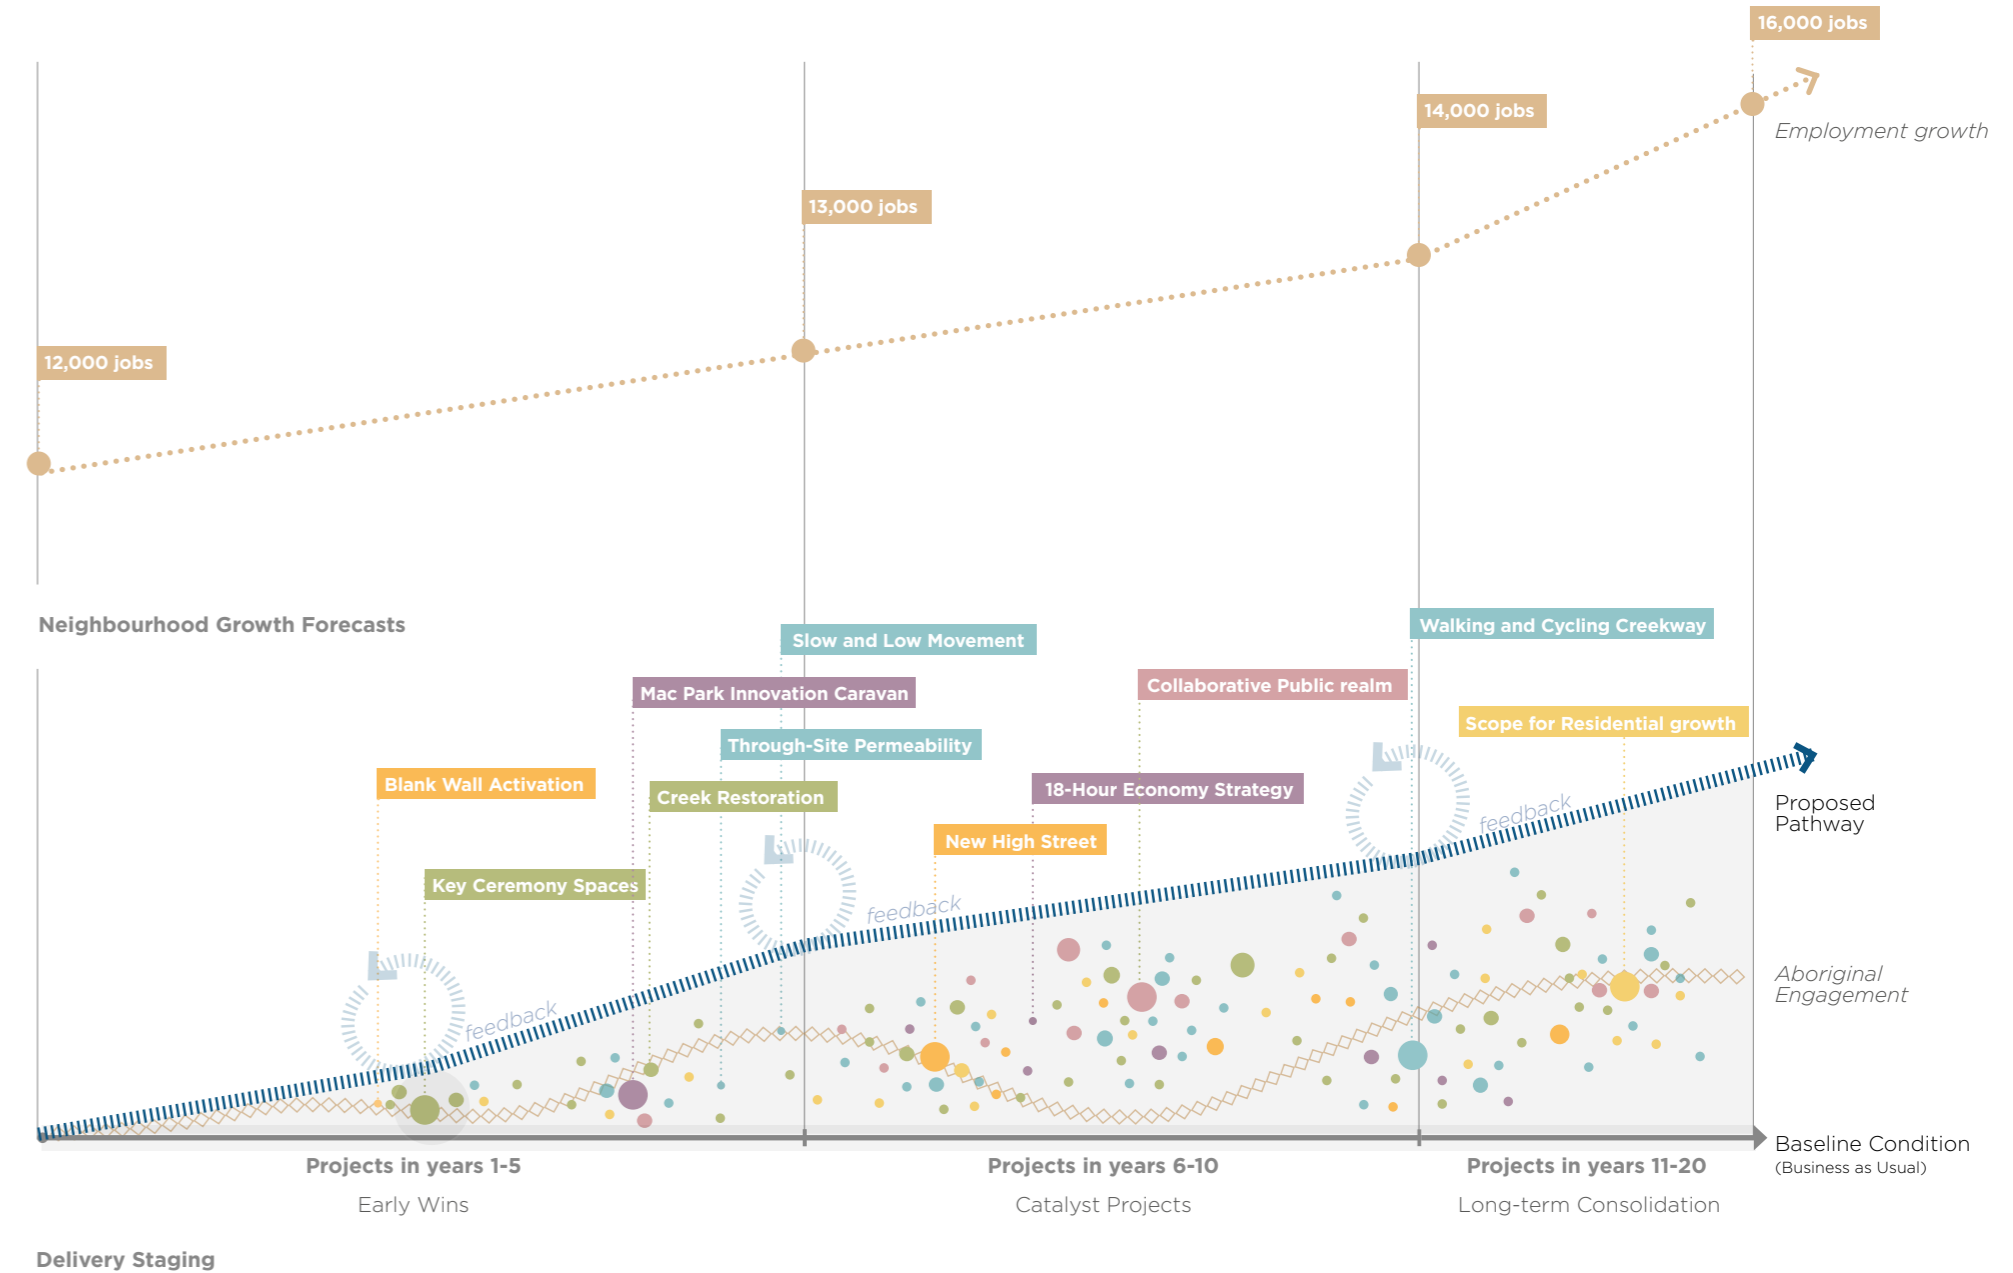 16,000 jobs
14,000 jobs
Employment growth
13,000 jobs
12,000 jobs
Neighbourhood Growth Forecasts
Slow and Low Movement
Walking and Cycling Creekway
Mac Park Innovation Caravan
Collaborative Public realm
Scope for Residential growth
Through-Site Permeability
Blank Wall Activation
Creek Restoration
18-Hour Economy Strategy
New High Street
Key Ceremony Spaces
feedback
feedback
feedback
Proposed
Pathway
Aboriginal
Engagement
Baseline Condition
(Business as Usual)
Projects in years 1-5
Early Wins
Projects in years 6-10
Catalyst Projects
Projects in years 11-20
Long-term Consolidation
Delivery Staging